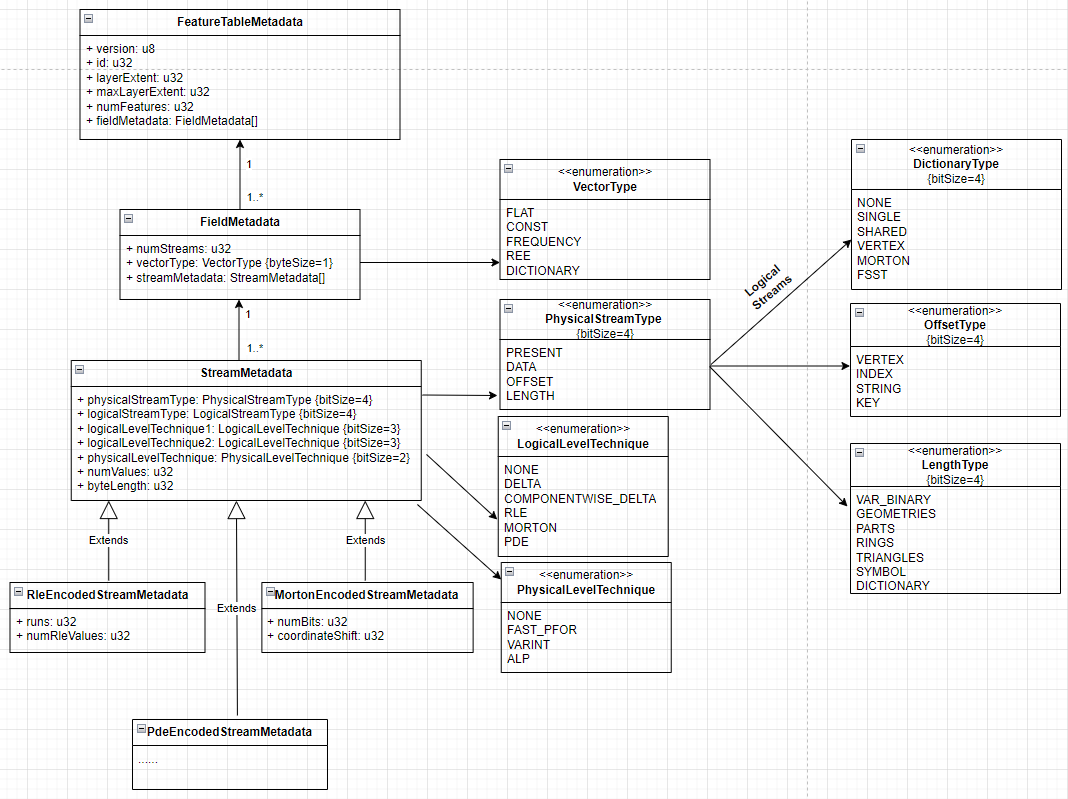 FeatureTableMetadata
+ version: u8
+ id: u32
+ layerExtent: u32
+ maxLayerExtent: u32
+ numFeatures: u32
+ fieldMetadata: FieldMetadata[]
1
1..*
FieldMetadata
+ numStreams: u32
+ vectorType: VectorType {byteSize=1}
+ streamMetadata: StreamMetadata[]
1
1..*
StreamMetadata
+ physicalStreamType: PhysicalStreamType {bitSize=4}
+ logicalStreamType: LogicalStreamType {bitSize=4}
+ logicalLevelTechnique1: LogicalLevelTechnique {bitSize=3}
+ logicalLevelTechnique2: LogicalLevelTechnique {bitSize=3}
+ physicalLevelTechnique: PhysicalLevelTechnique {bitSize=2}
+ numValues: u32
+ byteLength: u32
Extends
Extends
Extends
RleEncodedStreamMetadata
+ runs: u32
+ numRleValues: u32
MortonEncodedStreamMetadata
+ numBits: u32
+ coordinateShift: u32
PdeEncodedStreamMetadata
......
<<enumeration>>
VectorType
FLAT
CONST
FREQUENCY
REE
DICTIONARY
<<enumeration>>
PhysicalStreamType
{bitSize=4}
PRESENT
DATA
OFFSET
LENGTH
<<enumeration>>
LogicalLevelTechnique
NONE
DELTA
COMPONENTWISE_DELTA
RLE
MORTON
PDE
<<enumeration>>
PhysicalLevelTechnique
NONE
FAST_PFOR
VARINT
ALP
Logical
Streams
<<enumeration>>
DictionaryType
{bitSize=4}
NONE
SINGLE
SHARED
VERTEX
MORTON
FSST
<<enumeration>>
OffsetType
{bitSize=4}
VERTEX
INDEX
STRING
KEY
<<enumeration>>
LengthType
{bitSize=4}
VAR_BINARY
GEOMETRIES
PARTS
RINGS
TRIANGLES
SYMBOL
DICTIONARY